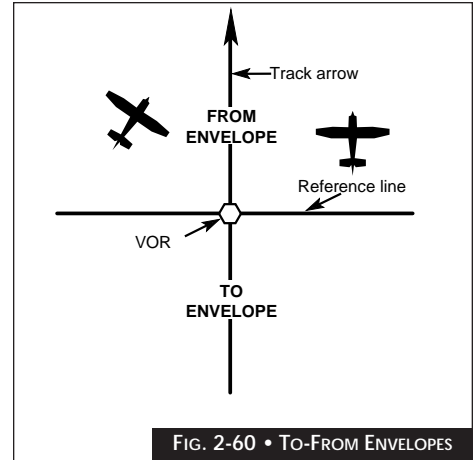 Track arrow
FROM
ENVELOPE
Reference line
VOR
TO
ENVELOPE
FIG. 2-60 • TO-FROM ENVELOPES